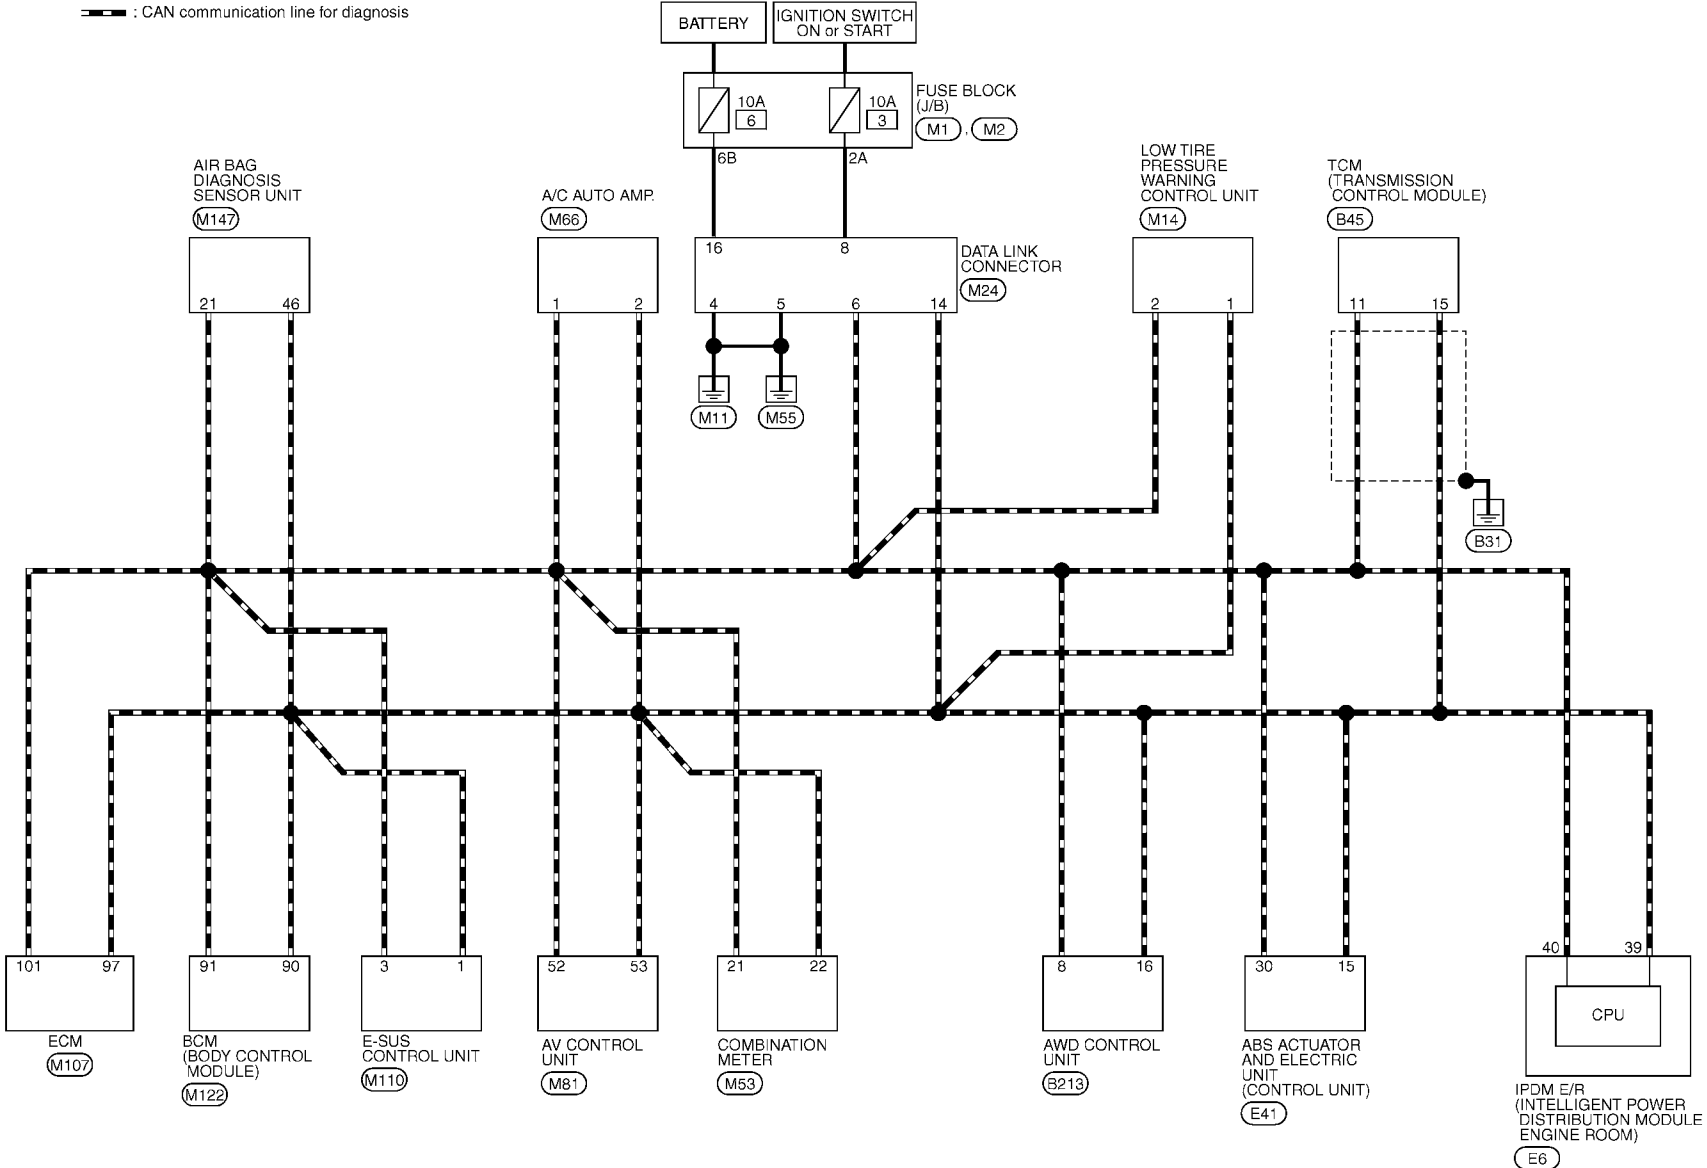 : CAN communication line for diagnosis
BATTERY
IGNITION SWITCH
ON or START
10A
6
10A
3
FUSE BLOCK
(J/B)
M1 , M2
6B
2A
AIR BAG
DIAGNOSIS
SENSOR UNIT
M147
21 46
A/C AUTO AMP.
M66
1 2
16 8
DATA LINK
CONNECTOR
M24
4 5 6 14
M11 M55
LOW TIRE
PRESSURE
WARNING
CONTROL UNIT
M14
2 1
TCM
(TRANSMISSION
CONTROL MODULE)
B45
11 15
B31
101 97
ECM
M107
91 90
BCM
(BODY CONTROL
MODULE)
M122
3 1
E-SUS
CONTROL UNIT
M110
52 53
AV CONTROL
UNIT
M81
21 22
COMBINATION
METER
M53
8 16
AWD CONTROL
UNIT
B213
30 15
ABS ACTUATOR
AND ELECTRIC
UNIT
(CONTROL UNIT)
E41
40 39
CPU
IPDM E/R
(INTELLIGENT POWER
DISTRIBUTION MODULE
ENGINE ROOM)
E6